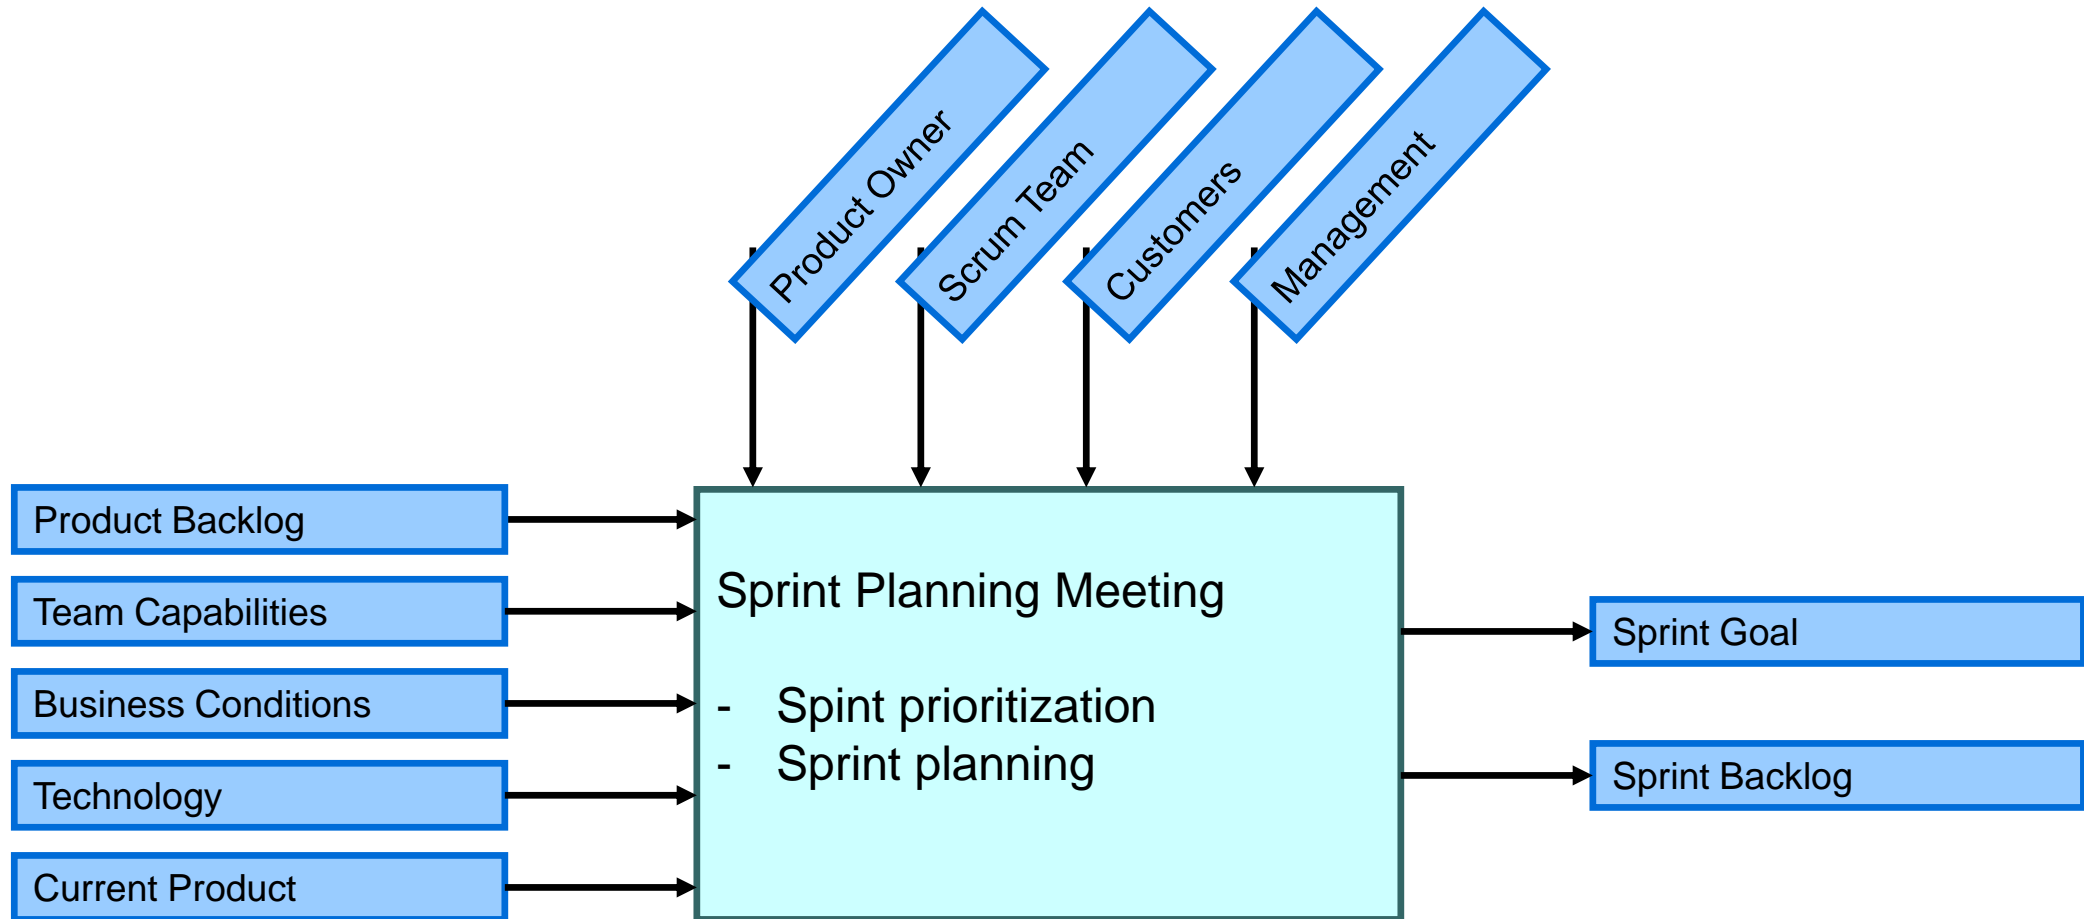 Product Owner
Scrum Team
Customers
Management
Product Backlog
Team Capabilities
Business Conditions
Technology
Current Product
Sprint Planning Meeting
- Spint prioritization
- Sprint planning
Sprint Goal
Sprint Backlog